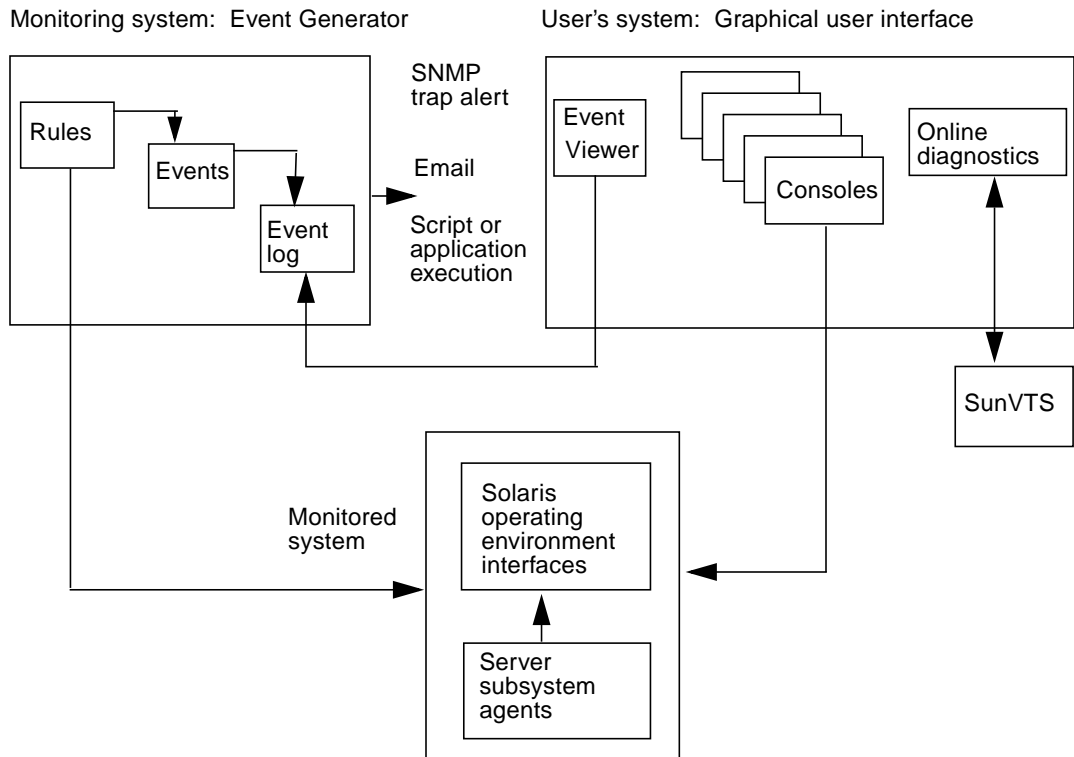 Monitoring system:  Event Generator
User's system:  Graphical user interface
SNMP
trap alert
Rules
Events
Event
log
Email
Script or
application
execution
Event
Viewer
Consoles
Online
diagnostics
SunVTS
Monitored
system
Solaris
operating
environment
interfaces
Server
subsystem
agents